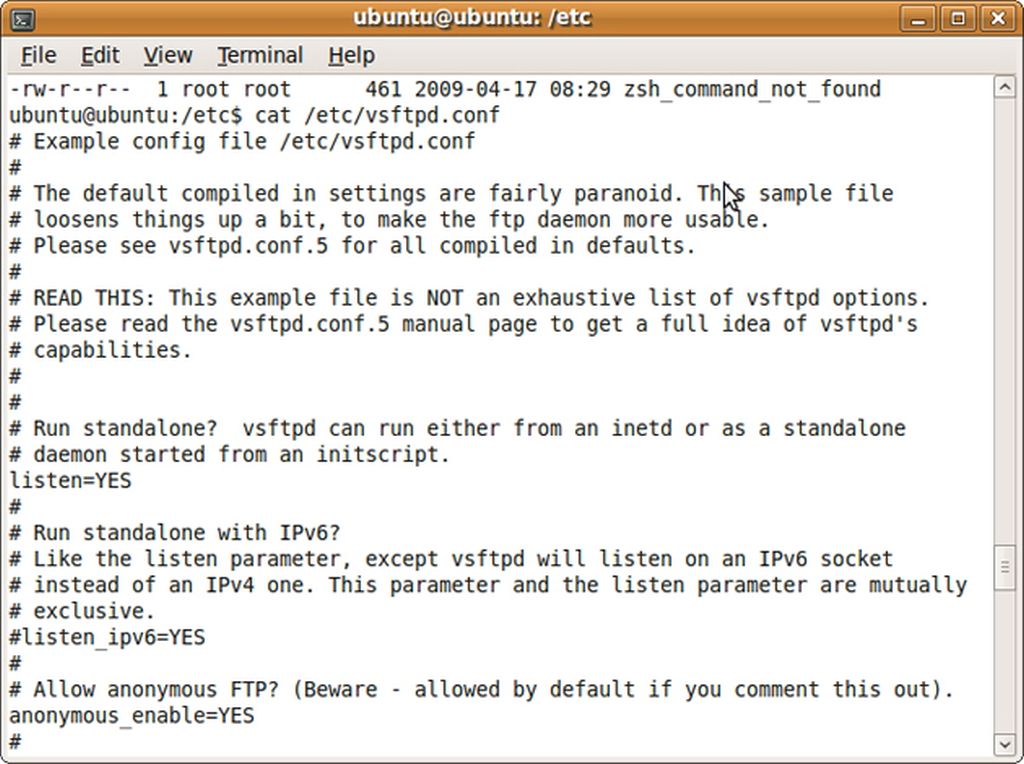 ubuntu@ubuntu: /etc
File Edit View Terminal Help
-rw-r--r--  1 root root      461 2009-04-17 08:29 zsh_command_not_found
ubuntu@ubuntu:/etc$ cat /etc/vsftpd.conf
# Example config file /etc/vsftpd.conf
#
# The default compiled in settings are fairly paranoid. This sample file
# loosens things up a bit, to make the ftp daemon more usable.
# Please see vsftpd.conf.5 for all compiled in defaults.
#
# READ THIS: This example file is NOT an exhaustive list of vsftpd options.
# Please read the vsftpd.conf.5 manual page to get a full idea of vsftpd's
# capabilities.
#
#
# Run standalone?  vsftpd can run either from an inetd or as a standalone
# daemon started from an initscript.
listen=YES
#
# Run standalone with IPv6?
# Like the listen parameter, except vsftpd will listen on an IPv6 socket
# instead of an IPv4 one. This parameter and the listen parameter are mutually
# exclusive.
#listen_ipv6=YES
#
# Allow anonymous FTP? (Beware - allowed by default if you comment this out).
anonymous_enable=YES
#